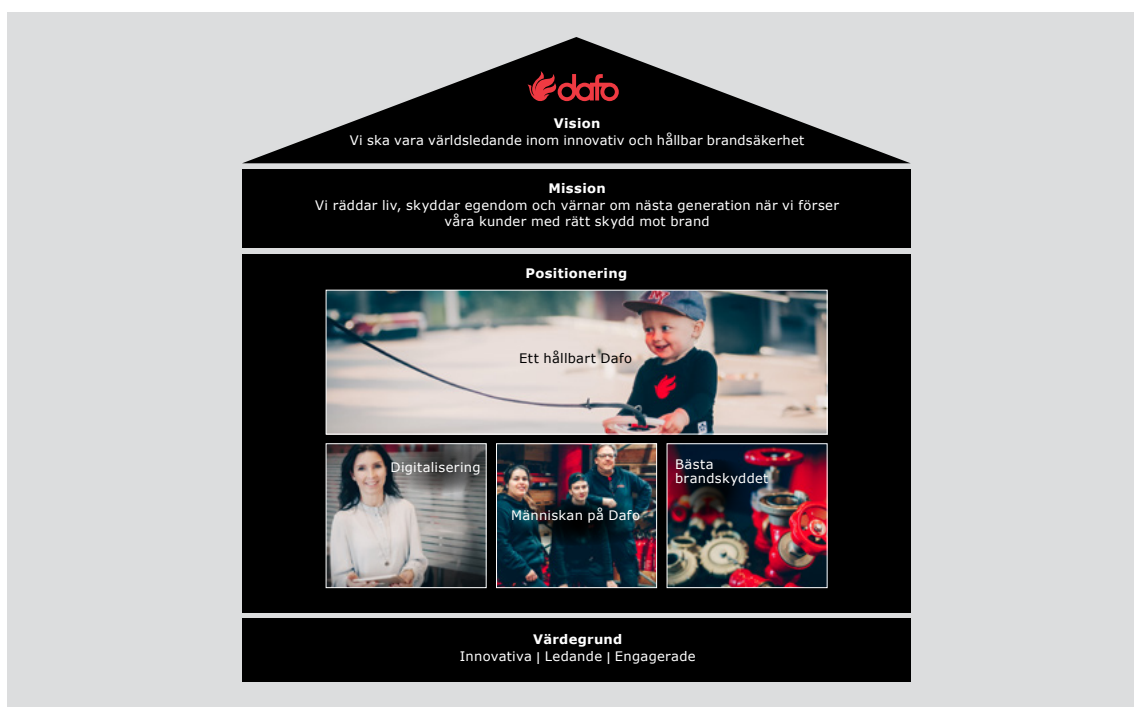 dafo
Vision
Vi ska vara världsledande inom innovativ och hållbar brandsäkerhet
Mission
Vi räddar liv, skyddar egendom och värnar om nästa generation när vi förser
våra kunder med rätt skydd mot brand
Positionering
Ett hållbart Dafo
Digitalisering
Människan på Dafo
Bästa
brandskyddet
Värdegrund
Innovativa | Ledande | Engagerade